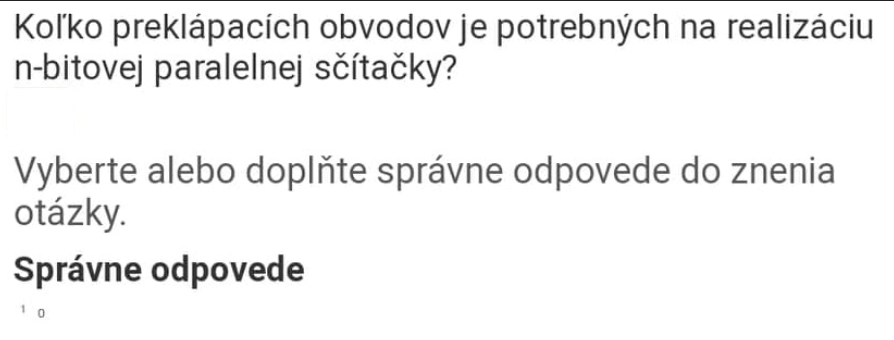 Koľko preklápacích obvodov je potrebných na realizáciu
n-bitovej paralelnej sčítačky?
Vyberte alebo doplňte správne odpovede do znenia
otázky.
Správne odpovede
1 0